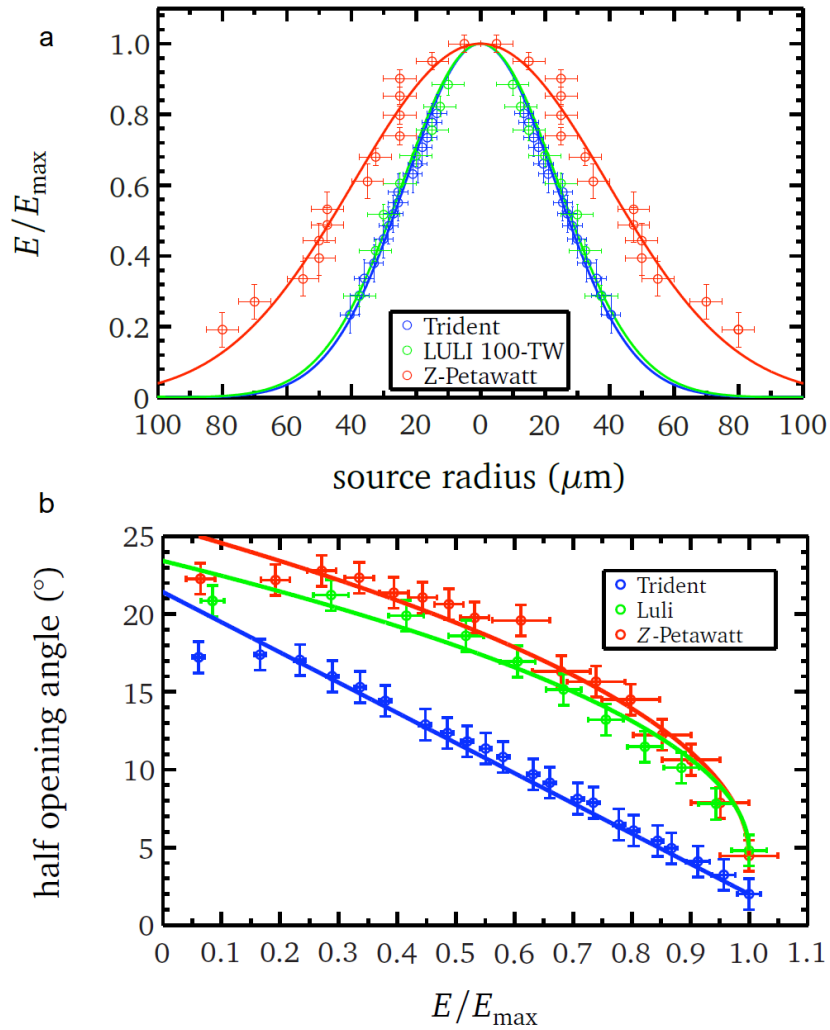 a
1.0
0.8
0.6
0.4
0.2
0
E/Emax
Trident
LULI 100-TW
Z-Petawatt
100 80 60 40 20 0 20 40 60 80 100
source radius (μm)
b
25
20
15
10
5
0
half opening angle (°)
Trident
Luli
Z-Petawatt
0 0.1 0.2 0.3 0.4 0.5 0.6 0.7 0.8 0.9 1.0 1.1
E/Emax